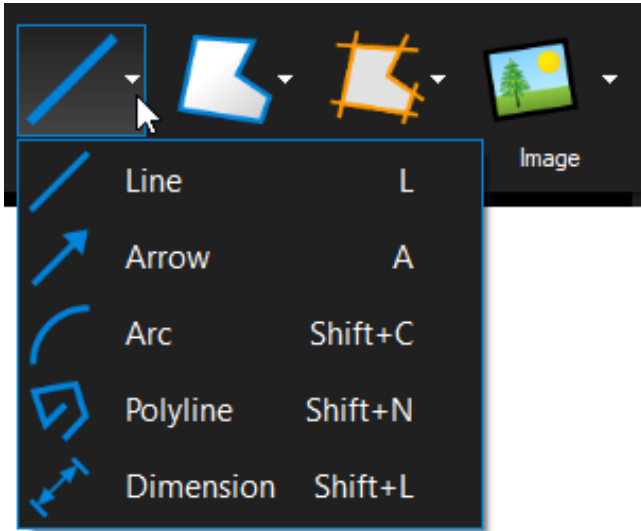 Image
Line L
Arrow A
Arc Shift+C
Polyline Shift+N
Dimension Shift+L